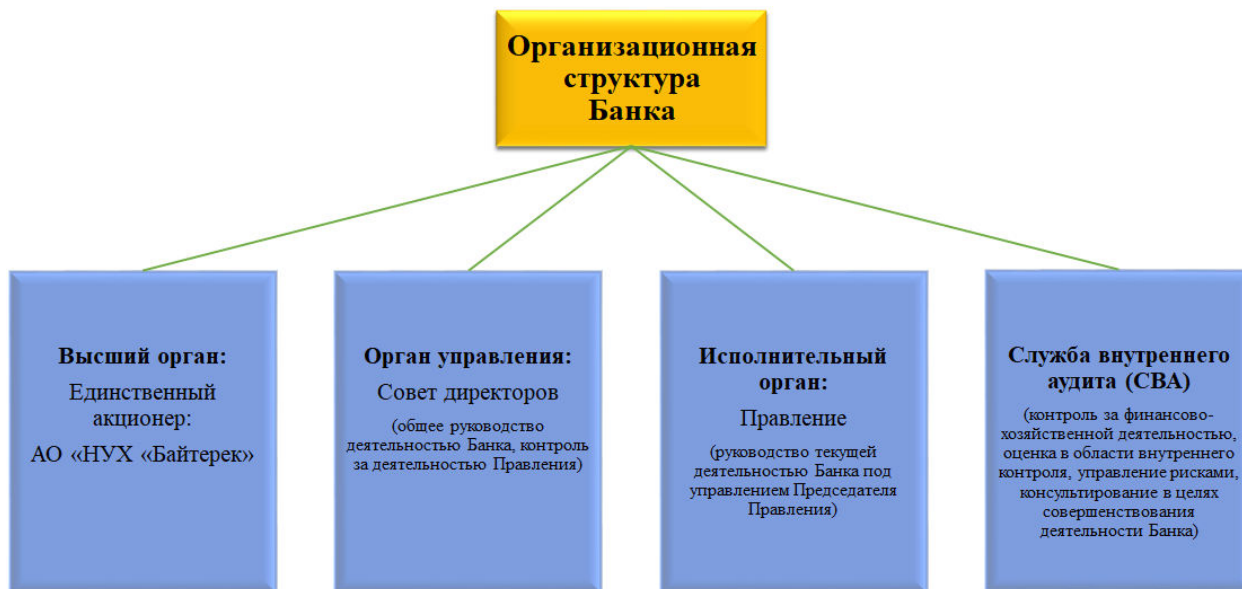 Организационная
структура
Банка
Высший орган:
Единственный
акционер:
АО «НУХ «Байтерек»
Орган управления:
Совет директоров
(общее руководство
деятельностью Банка, контроль
за деятельностью Правления)
Исполнительный
орган:
Правление
(руководство текущей
деятельностью Банка под
управлением Председателя
Правления)
Служба внутреннего
аудита (СВА)
(контроль за финансово-
хозяйственной деятельностью,
оценка в области внутреннего
контроля, управление рисками,
консультирование в целях
совершенствования
деятельности Банка)